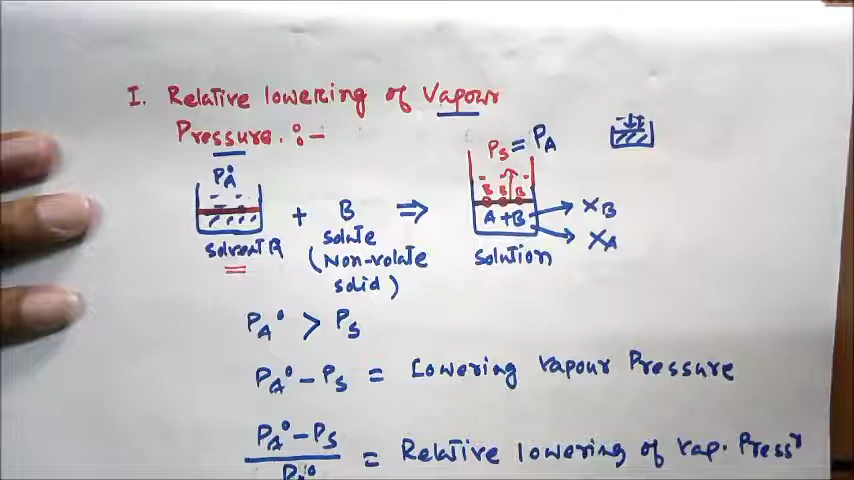 I. Relative lowering of Vapour
Pressure :-
PA°
PS = PA
B B B
+ B ⇒
A + B
XB
XA
solvent A
solute
(Non-volate
solid)
solution
PA° > PS
PA° - PS = Lowering Vapour Pressure
PA° - PS = Relative lowering of vap. Pressr
PA°